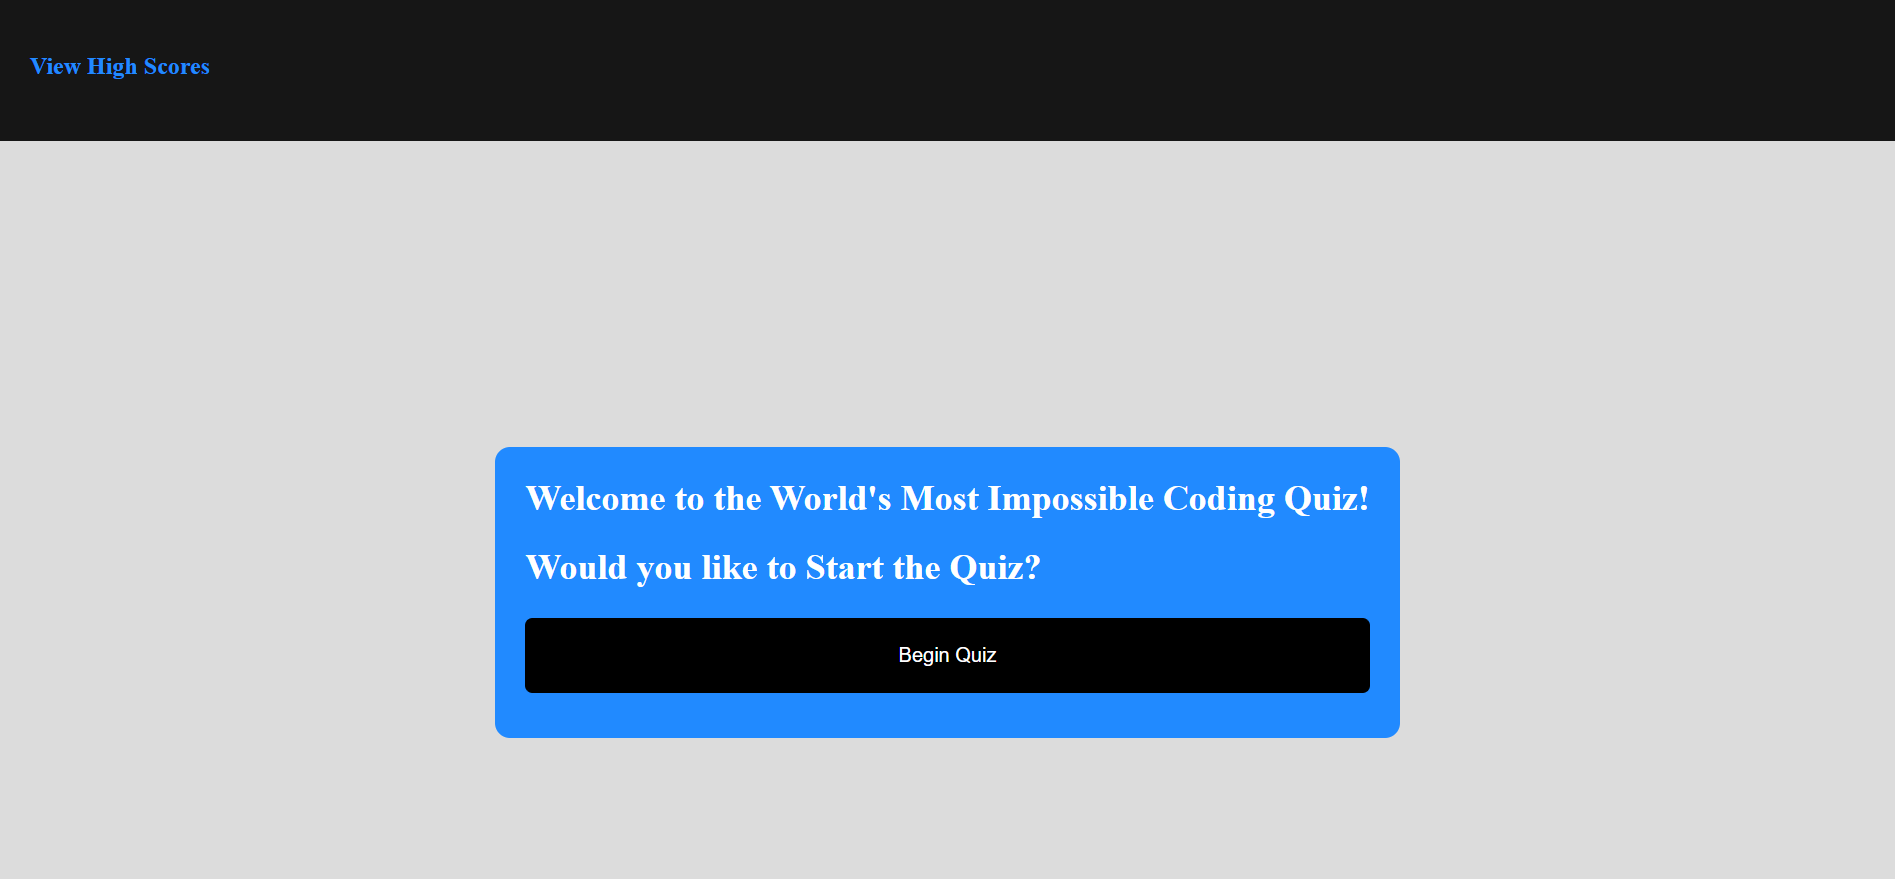 View High Scores
Welcome to the World's Most Impossible Coding Quiz!
Would you like to Start the Quiz?
Begin Quiz